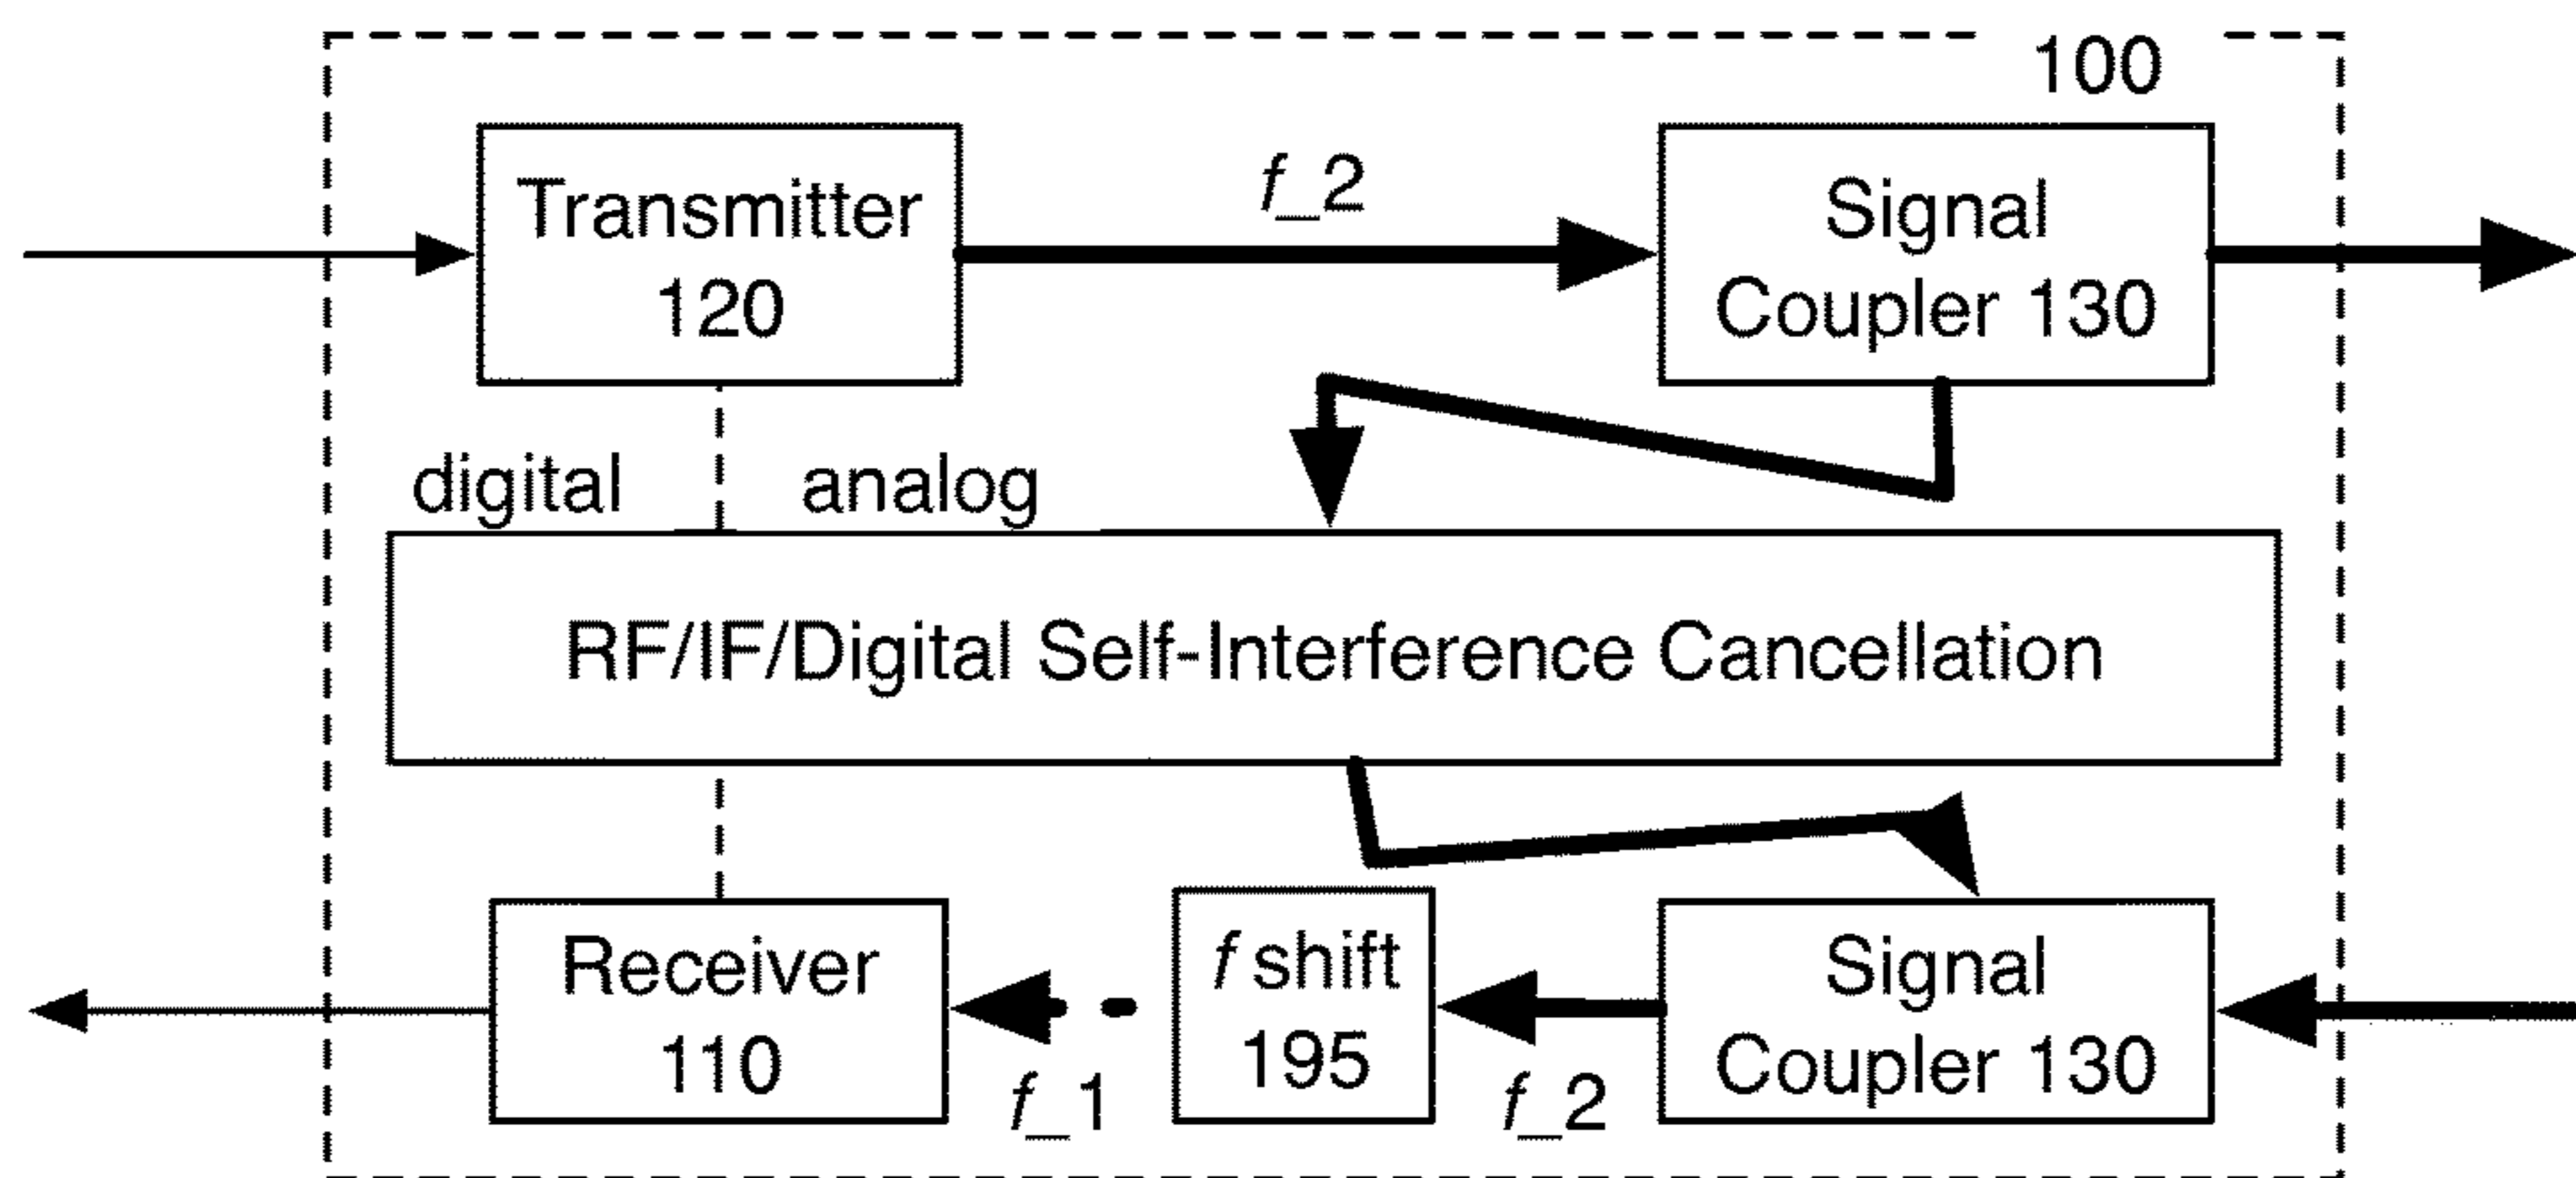 100
Transmitter
120
f_2
Signal
Coupler 130
digital
analog
RF/IF/Digital Self-Interference Cancellation
Receiver
110
f_1
f shift
195
f_2
Signal
Coupler 130